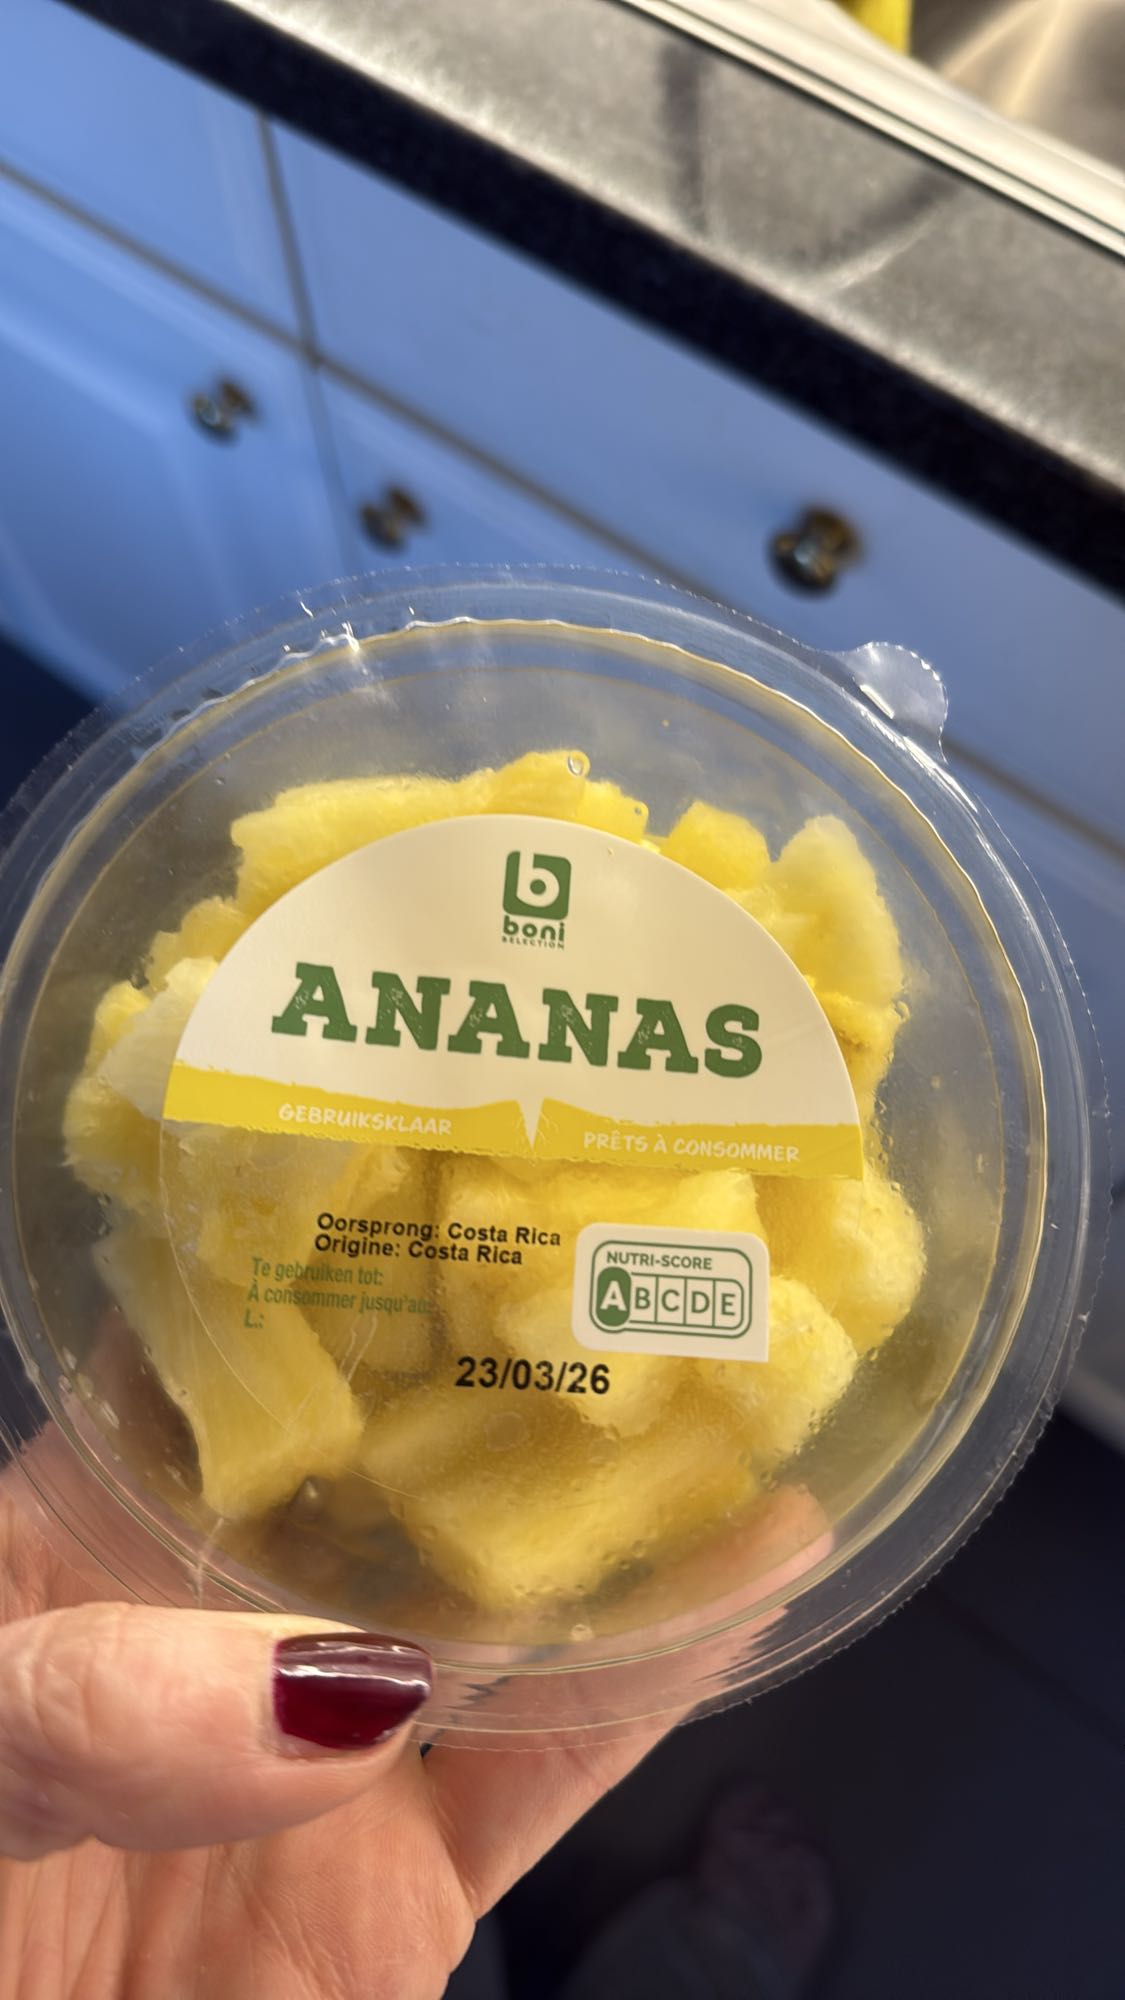 b
boni
SELECTION
ANANAS
GEBRUIKSKLAAR
PRÊTS À CONSOMMER
Oorsprong: Costa Rica
Origine: Costa Rica
Te gebruiken tot:
À consommer jusqu'au:
L.:
NUTRI-SCORE
A B C D E
23/03/26